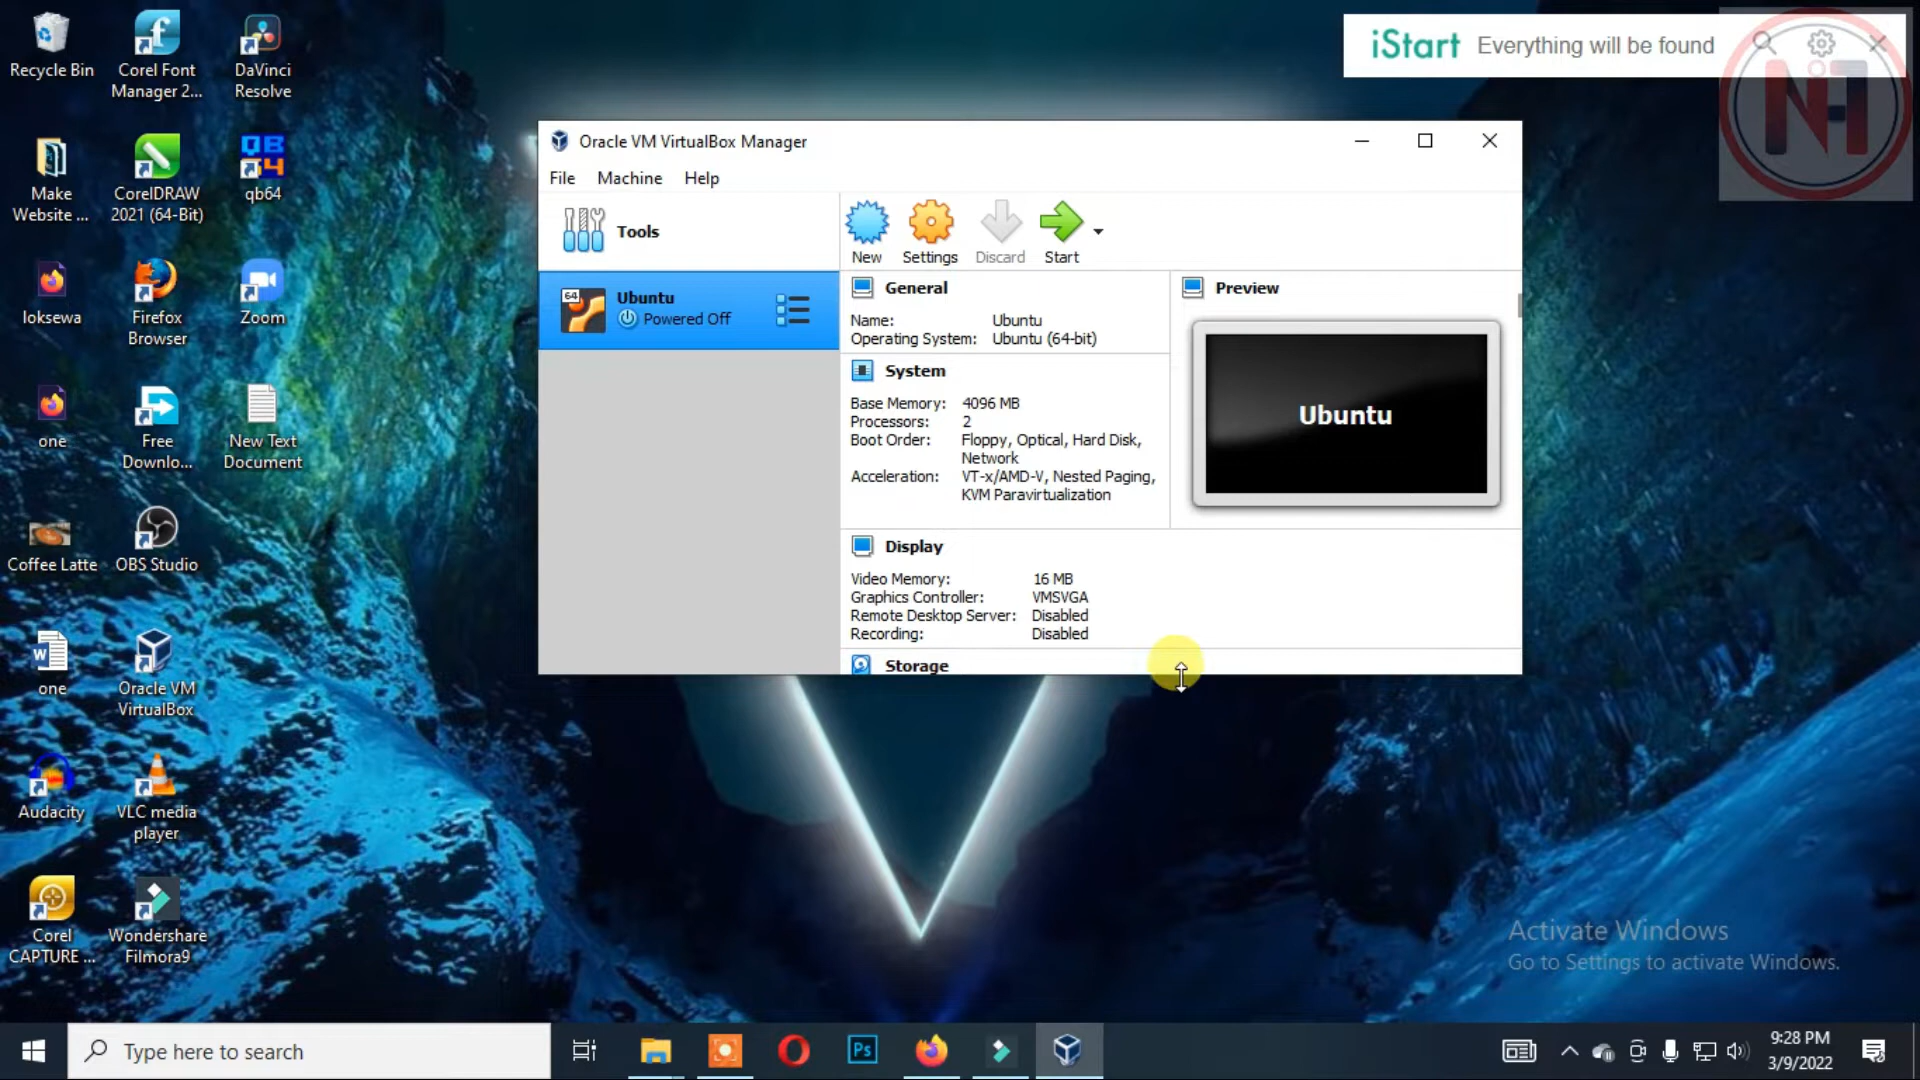 Recycle Bin
Corel Font
Manager 2...
DaVinci
Resolve
Make
Website ...
CorelDRAW
2021 (64-Bit)
qb64
loksewa
Firefox
Browser
Zoom
one
Free
Downlo...
New Text
Document
Coffee Latte
OBS Studio
one
Oracle VM
VirtualBox
Audacity
VLC media
player
Corel
CAPTURE ...
Wondershare
Filmora9
iStart Everything will be found
Oracle VM VirtualBox Manager
File Machine Help
Tools
New Settings Discard Start
64
Ubuntu
Powered Off
General
Name: Ubuntu
Operating System: Ubuntu (64-bit)
System
Base Memory: 4096 MB
Processors: 2
Boot Order: Floppy, Optical, Hard Disk,
Network
Acceleration: VT-x/AMD-V, Nested Paging,
KVM Paravirtualization
Preview
Ubuntu
Display
Video Memory: 16 MB
Graphics Controller: VMSVGA
Remote Desktop Server: Disabled
Recording: Disabled
Storage
Activate Windows
Go to Settings to activate Windows.
Type here to search
Ps
9:28 PM
3/9/2022